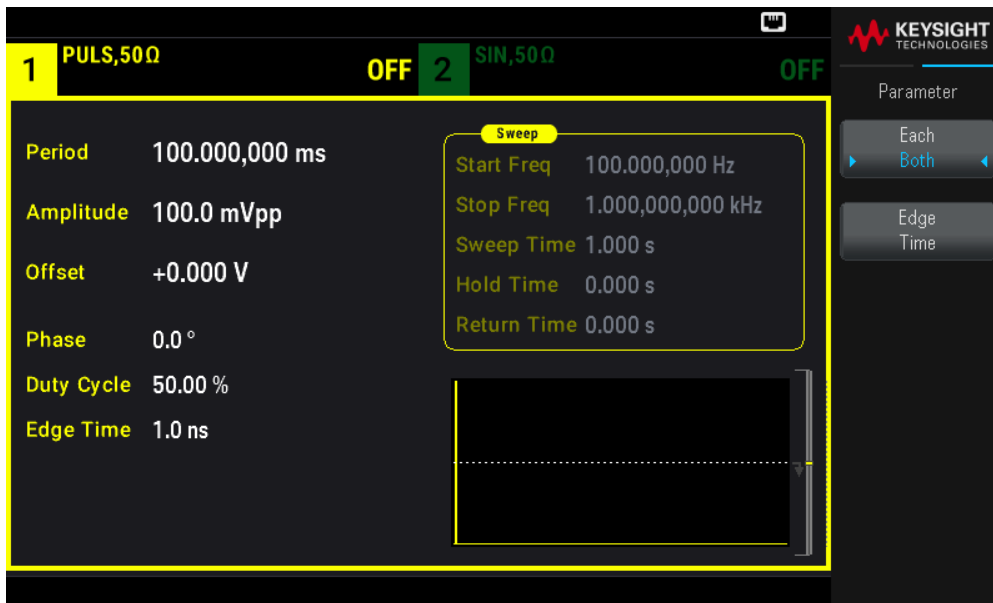 KEYSIGHT
TECHNOLOGIES
1 PULS,50Ω OFF 2 SIN,50Ω OFF
Parameter
Each
Both
Edge
Time
Period 100.000,000 ms
Amplitude 100.0 mVpp
Offset +0.000 V
Phase 0.0 °
Duty Cycle 50.00 %
Edge Time 1.0 ns
Sweep
Start Freq 100.000,000 Hz
Stop Freq 1.000,000,000 kHz
Sweep Time 1.000 s
Hold Time 0.000 s
Return Time 0.000 s